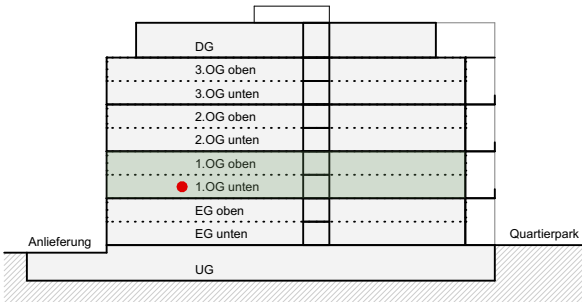 DG
3.OG oben
3.OG unten
2.OG oben
2.OG unten
1.OG oben
1.OG unten
EG oben
Anlieferung
EG unten
Quartierpark
UG